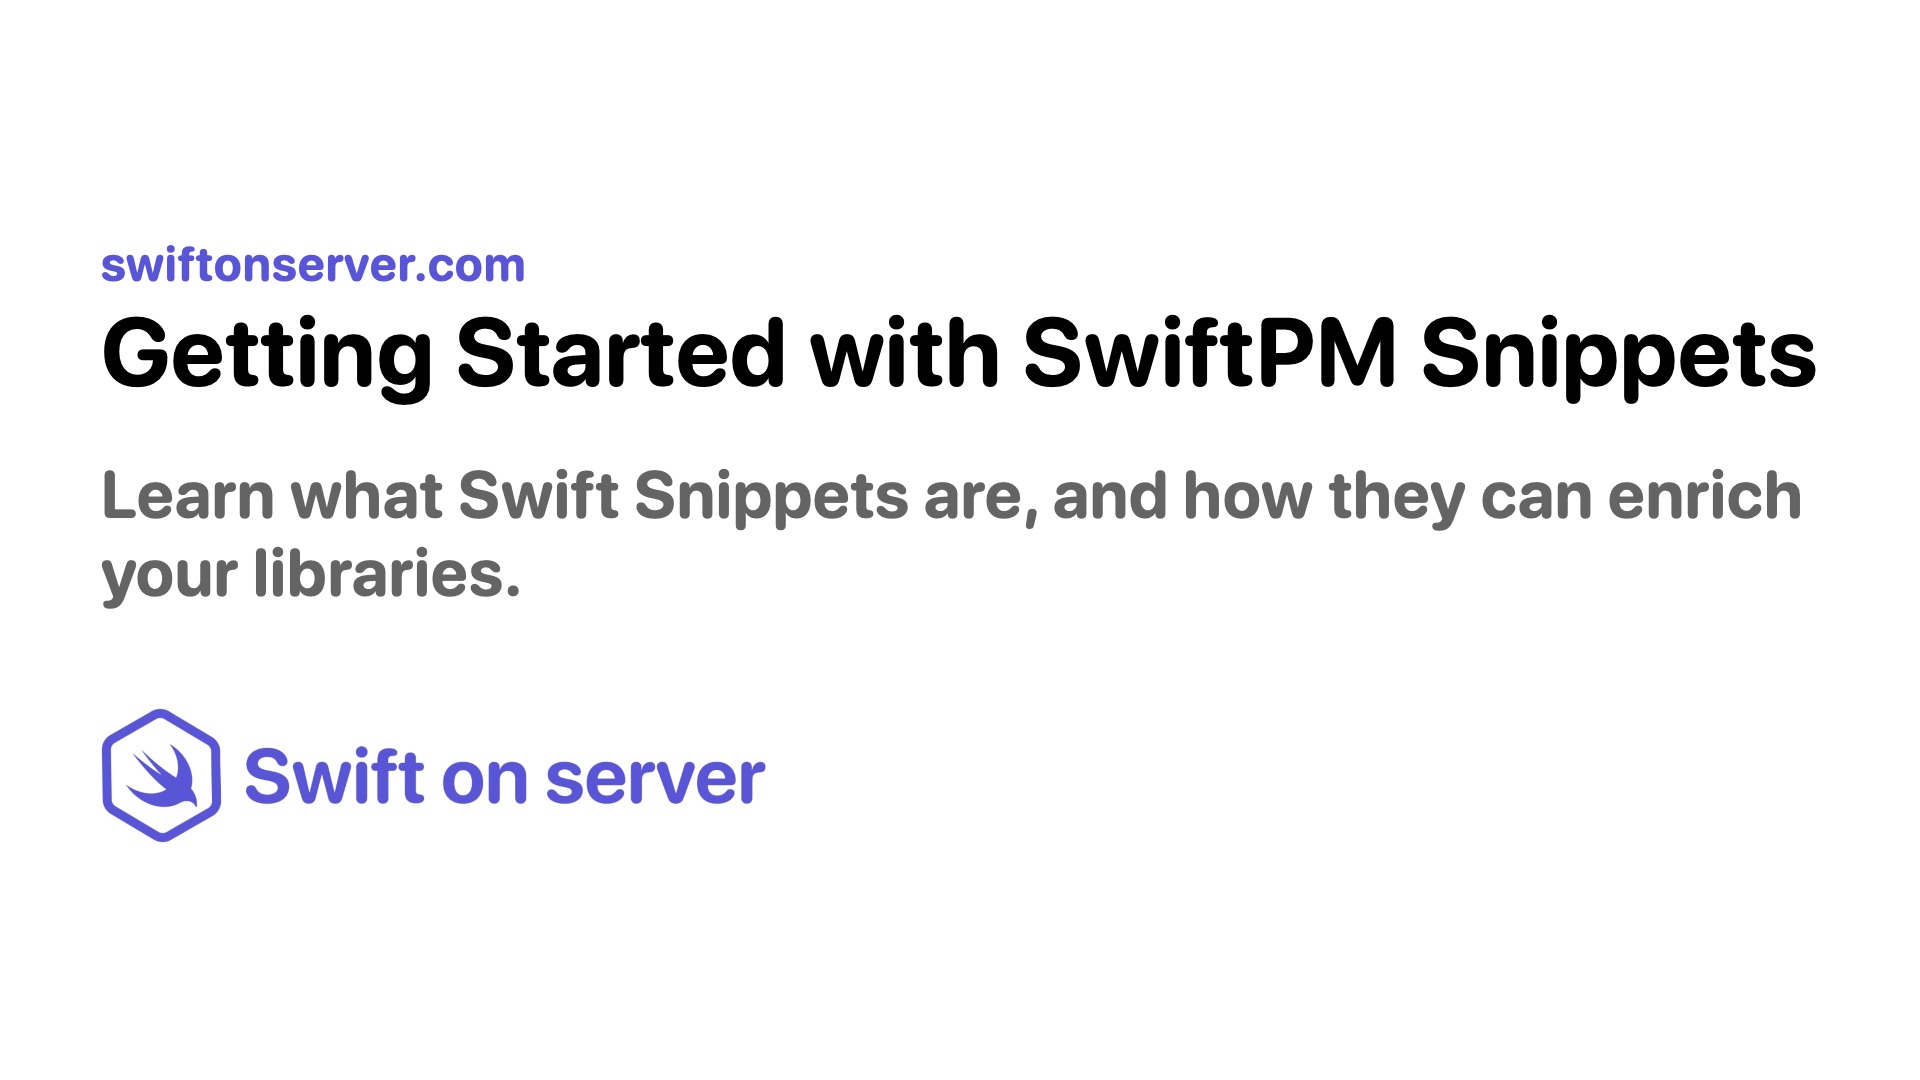 swiftonserver.com
Getting Started with SwiftPM Snippets
Learn what Swift Snippets are, and how they can enrich
your libraries.
Swift on server